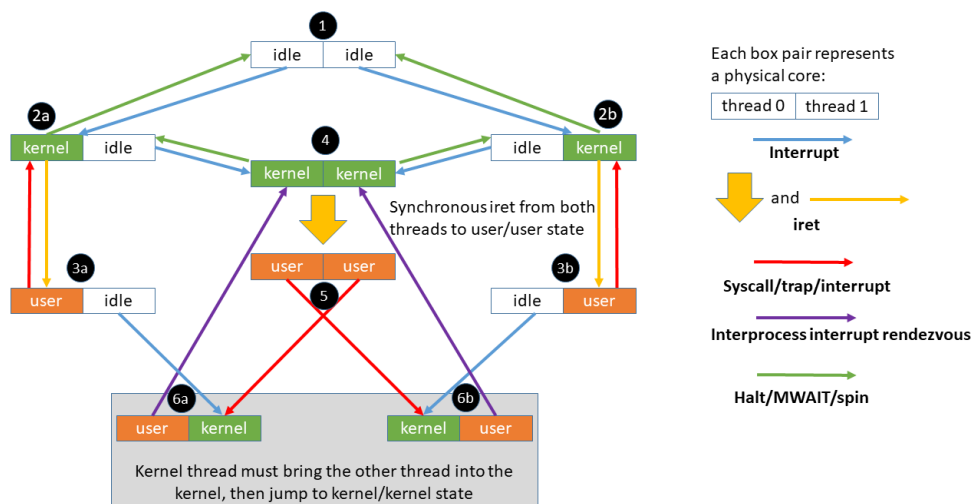 1
idle idle
2a
kernel idle
4
kernel kernel
2b
idle kernel
Synchronous iret from both
threads to user/user state
3a
user idle
user user
5
3b
idle user
6a
user kernel
6b
kernel user
Kernel thread must bring the other thread into the
kernel, then jump to kernel/kernel state
Each box pair represents
a physical core:
thread 0 thread 1
Interrupt
and
iret
Syscall/trap/interrupt
Interprocess interrupt rendezvous
Halt/MWAIT/spin